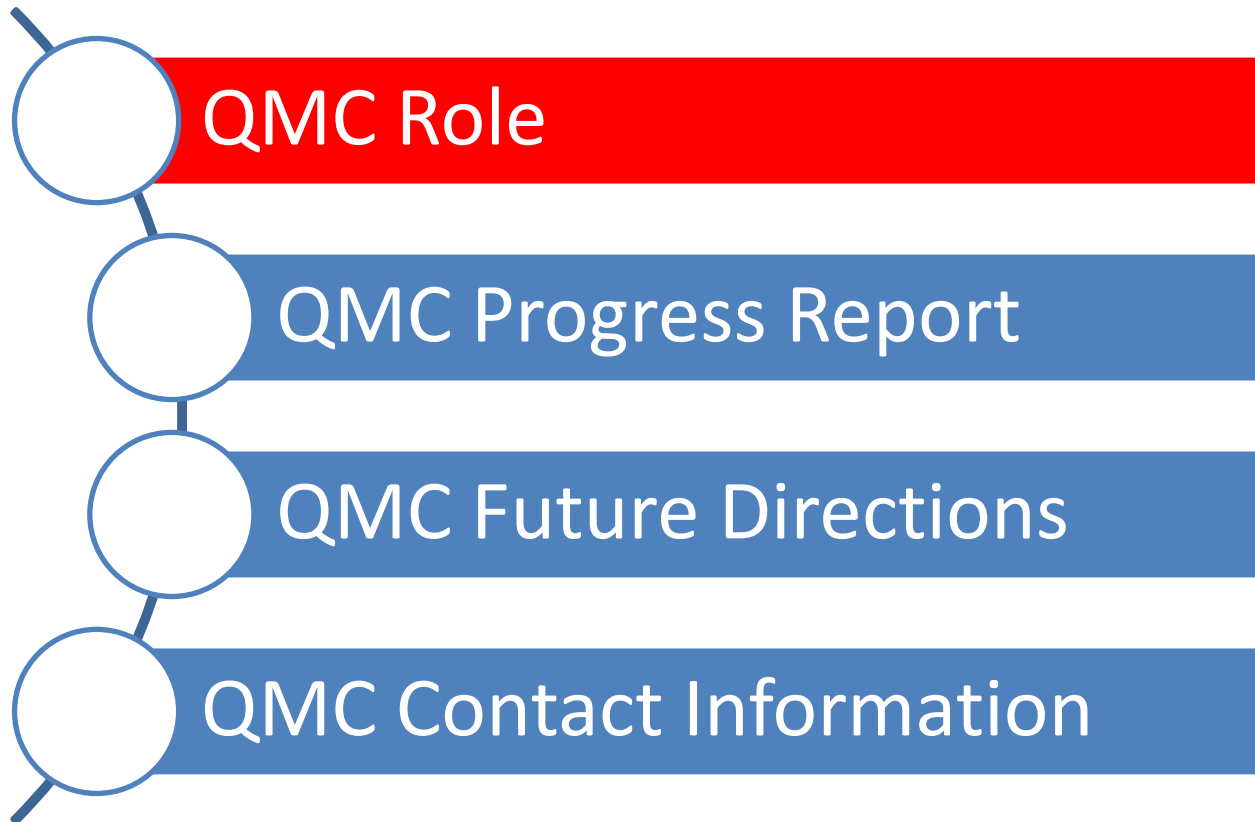 QMC Role
QMC Progress Report
QMC Future Directions
QMC Contact Information